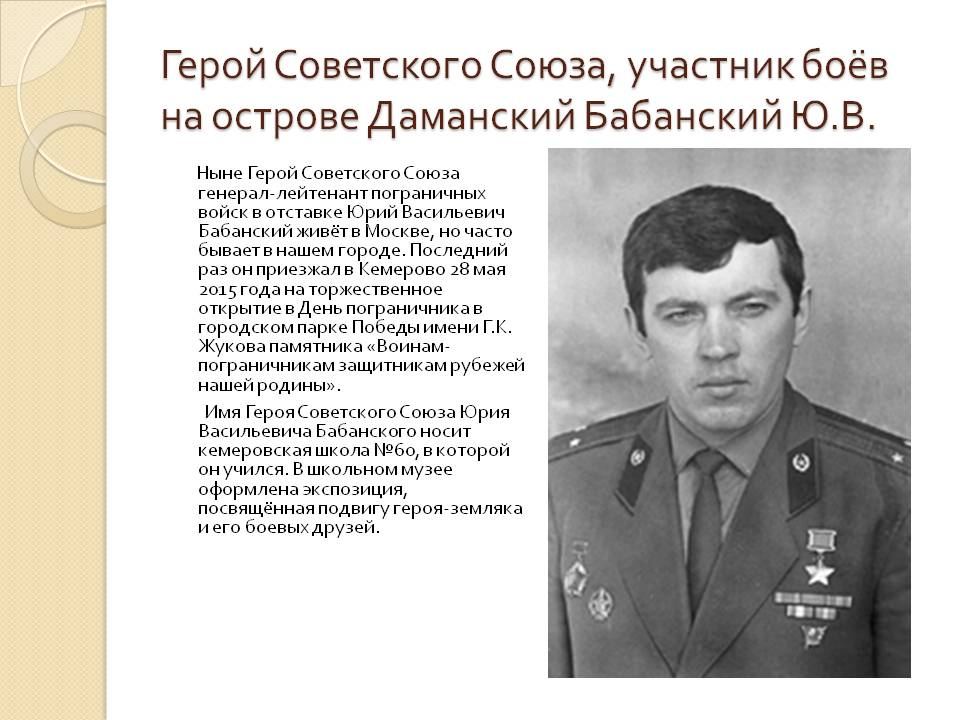 Герой Советского Союза, участник боёв
на острове Даманский Бабанский Ю.В.
Ныне Герой Советского Союза
генерал-лейтенант пограничных
войск в отставке Юрий Васильевич
Бабанский живёт в Москве, но часто
бывает в нашем городе. Последний
раз он приезжал в Кемерово 28 мая
2015 года на торжественное
открытие в День пограничника в
городском парке Победы имени Г.К.
Жукова памятника «Воинам-
пограничникам защитникам рубежей
нашей родины».
Имя Героя Советского Союза Юрия
Васильевича Бабанского носит
кемеровская школа №60, в которой
он учился. В школьном музее
оформлена экспозиция,
посвящённая подвигу героя-земляка
и его боевых друзей.